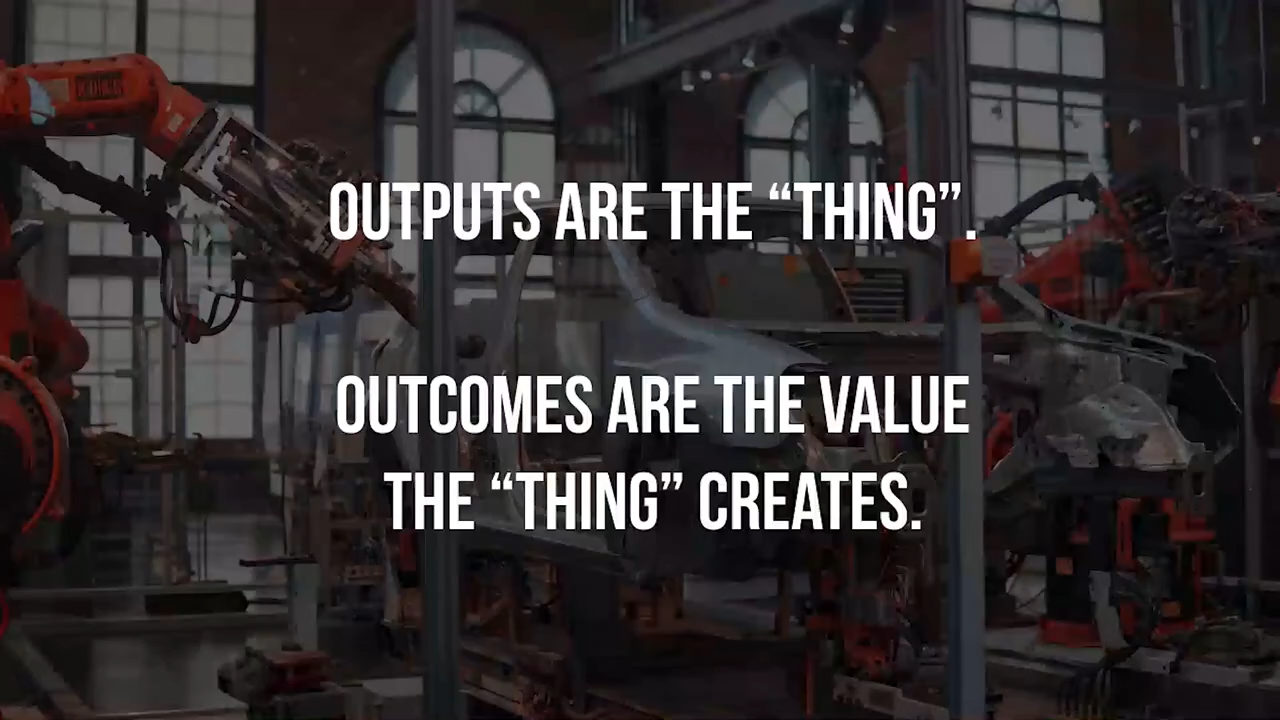 OUTPUTS ARE THE “THING”.
OUTCOMES ARE THE VALUE
THE “THING” CREATES.